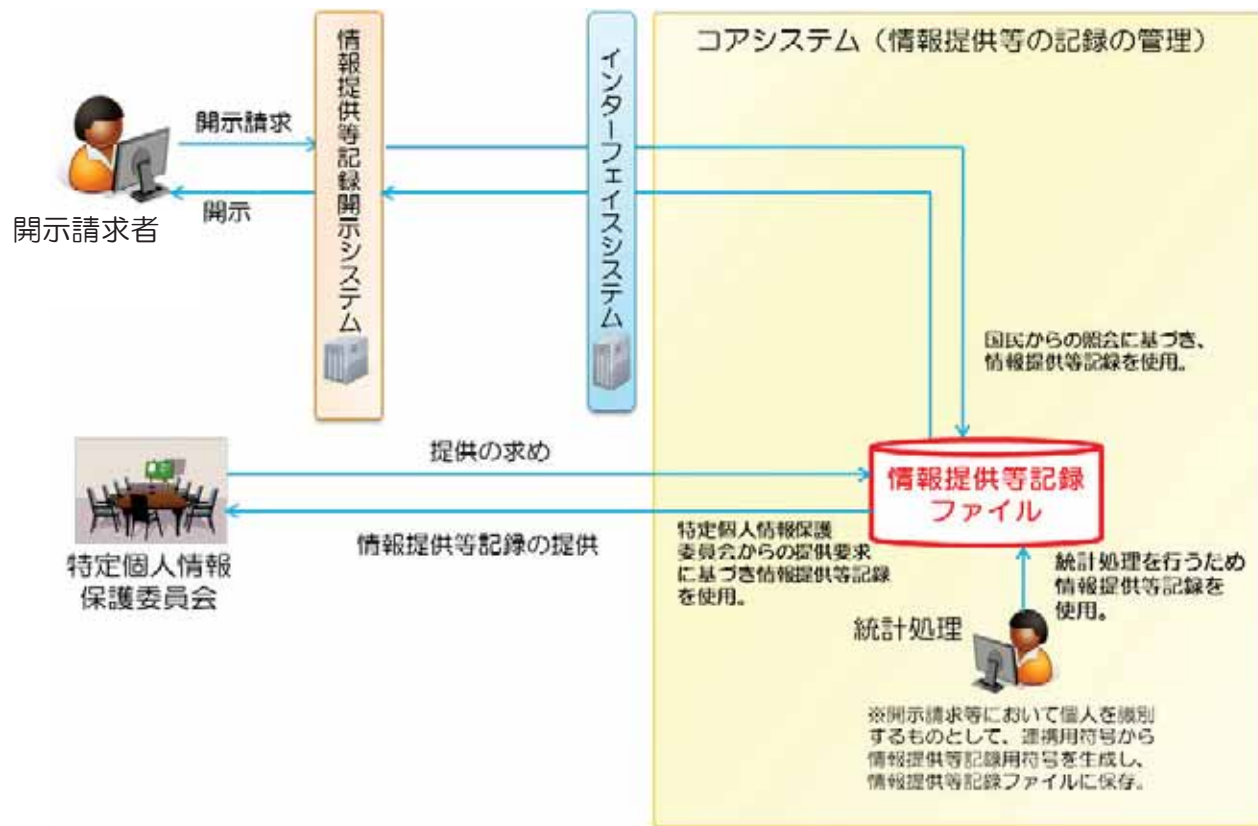 コアシステム（情報提供等の記録の管理）
情報提供等記録開示システム
インターフェイスシステム
開示請求
開示
開示請求者
国民からの照会に基づき、
情報提供等記録を使用。
提供の求め
情報提供等記録の提供
特定個人情報
保護委員会
情報提供等記録
ファイル
特定個人情報保護
委員会からの提供要求
に基づき情報提供等記録
を使用。
統計処理を行うため
情報提供等記録を
使用。
統計処理
※開示請求等において個人を識別
するものとして、連携用符号から
情報提供等記録用符号を生成し、
情報提供等記録ファイルに保存。